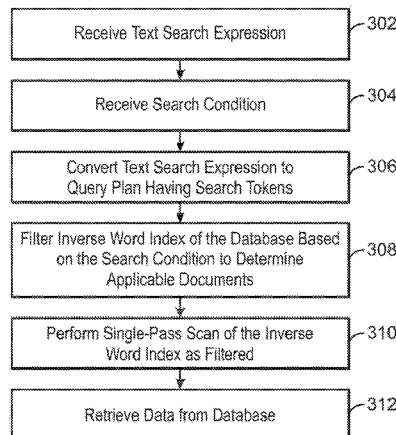 Receive Text Search Expression
302
Receive Search Condition
304
Convert Text Search Expression to
Query Plan Having Search Tokens
306
Filter Inverse Word Index of the Database Based
on the Search Condition to Determine
Applicable Documents
308
Perform Single-Pass Scan of the Inverse
Word Index as Filtered
310
Retrieve Data from Database
312